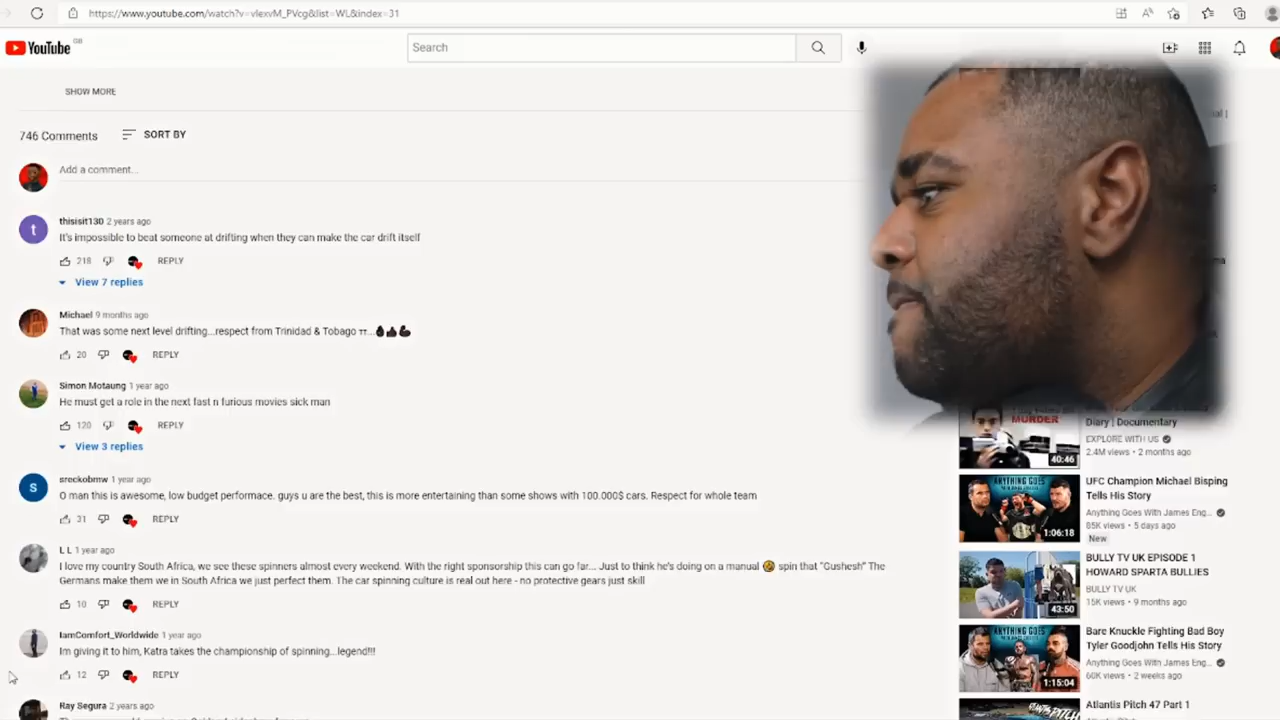 https://www.youtube.com/watch?v=vlexvM_PVcg&list=WL&index=31
YouTube GB
Search
SHOW MORE
746 Comments SORT BY
Add a comment...
thisisit130 2 years ago
It's impossible to beat someone at drifting when they can make the car drift itself
218 REPLY
View 7 replies
Michael 9 months ago
That was some next level drifting...respect from Trinidad & Tobago
20 REPLY
Simon Motaung 1 year ago
He must get a role in the next fast n furious movies sick man
120 REPLY
View 3 replies
sreckobmw 1 year ago
O man this is awesome, low budget performace. guys u are the best, this is more entertaining than some shows with 100.000$ cars. Respect for whole team
31 REPLY
L L 1 year ago
I love my country South Africa, we see these spinners almost every weekend. With the right sponsorship this can go far... Just to think he's doing on a manual 😢 spin that "Gushesh" The
Germans make them we in South Africa we just perfect them. The car spinning culture is real out here - no protective gears just skill
10 REPLY
IamComfort_Worldwide 1 year ago
Im giving it to him, Katra takes the championship of spinning...legend!!!
12 REPLY
Ray Segura 2 years ago
MURDER
40:46
Diary | Documentary
EXPLORE WITH US
2.4M views • 2 months ago
ANYTHING GOES
1:06:18
UFC Champion Michael Bisping
Tells His Story
Anything Goes With James Eng...
85K views • 5 days ago
New
43:50
BULLY TV UK EPISODE 1
HOWARD SPARTA BULLIES
BULLY TV UK
15K views • 9 months ago
ANYTHING GOES
1:15:04
Bare Knuckle Fighting Bad Boy
Tyler Goodjohn Tells His Story
Anything Goes With James Eng...
60K views • 2 weeks ago
ATLANTIS PITCH 47
Atlantis Pitch 47 Part 1